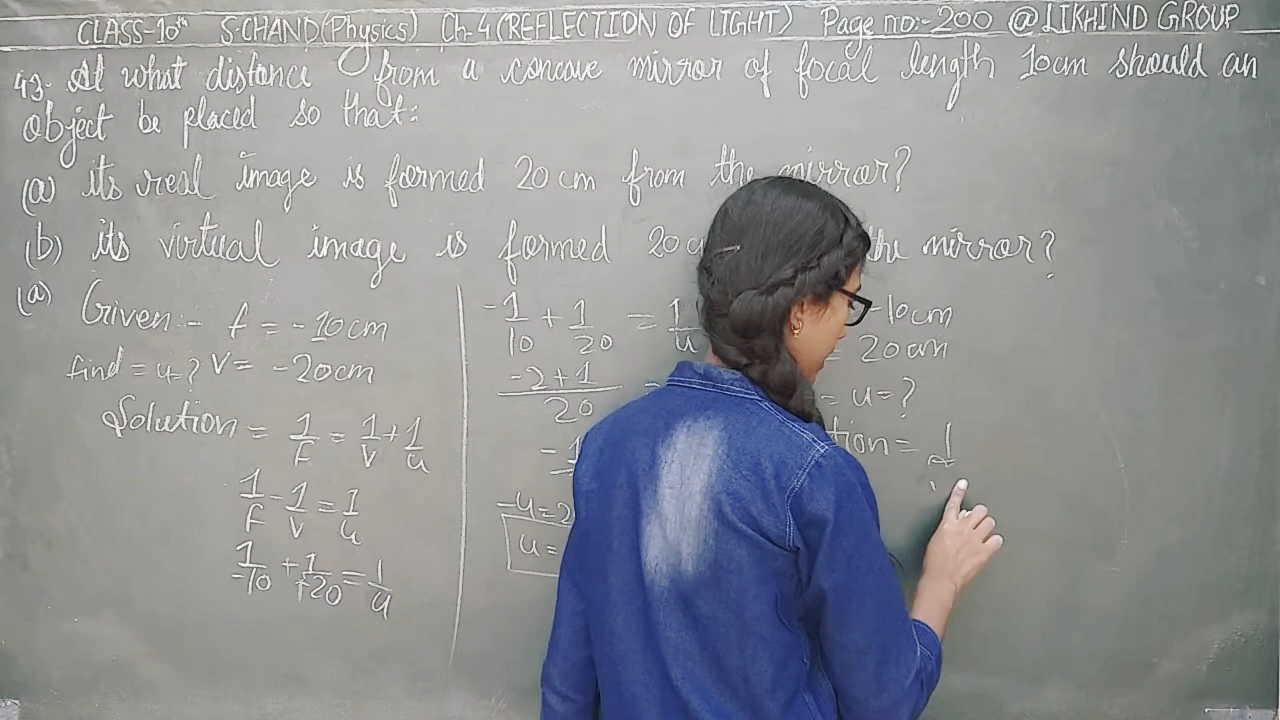 CLASS-10th S.CHAND(Physics) Ch-4(REFLECTION OF LIGHT) Page no:-200 @LIKHIND GROUP
43. At what distance from a concave mirror of focal length 10cm should an
object be placed so that:
(a) its real image is formed 20 cm from the mirror?
(b) its virtual image is formed 20 the mirror?
(a) Given:- f = -10cm
find = u=? V= -20cm
Solution = 1/F = 1/V + 1/u
1/F - 1/V = 1/u
1/-10 + 1/+20 = 1/u
-1/10 + 1/20 = 1/u
-2+1/20 =
-1
-u=2
u=
-10cm
= 20cm
= u=?
tion = 1